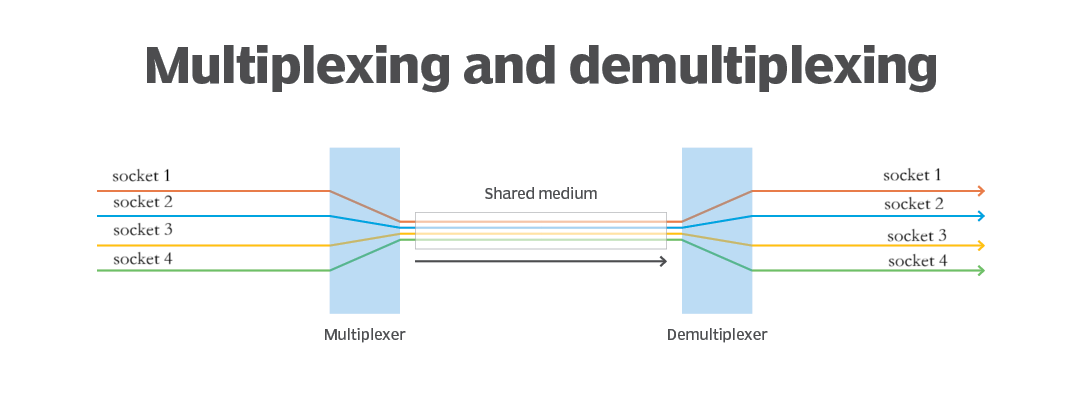 Multiplexing and demultiplexing
socket 1
socket 2
socket 3
socket 4
Shared medium
socket 1
socket 2
socket 3
socket 4
Multiplexer
Demultiplexer